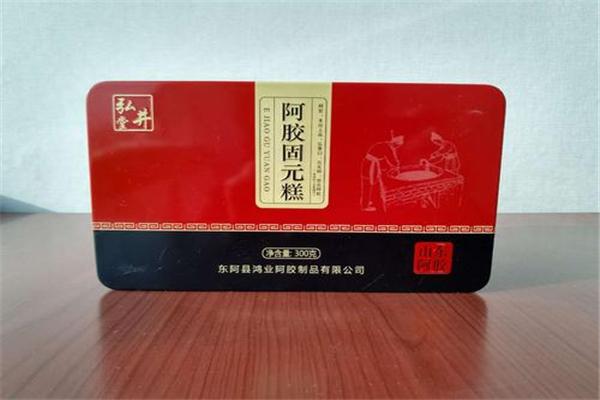 弘井堂
阿胶固元糕
E JIAO GU YUAN GAO
净含量: 300克
东阿县鸿业阿胶制品有限公司
山东
阿胶